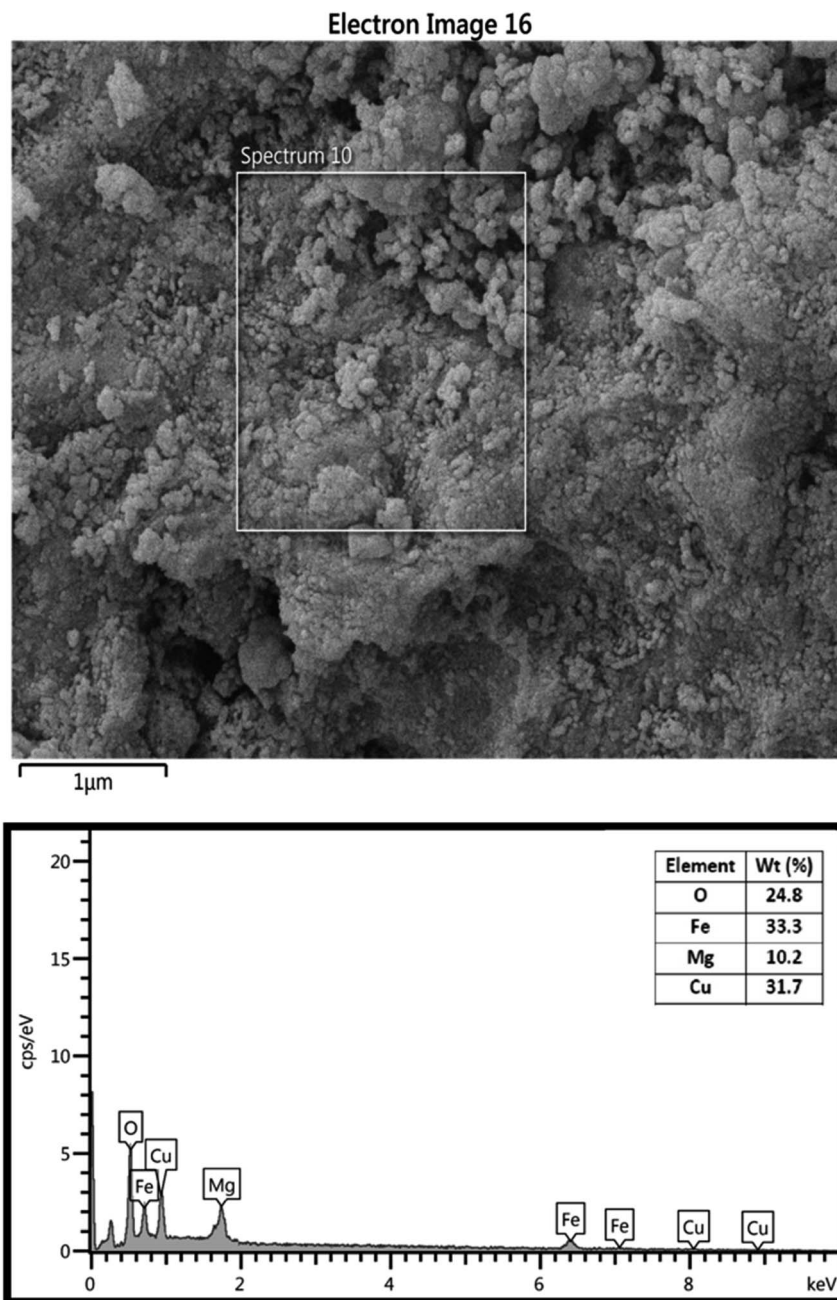 Electron Image 16
Spectrum 10
1μm
Element Wt (%)
O 24.8
Fe 33.3
Mg 10.2
Cu 31.7
20
15
10
5
0
cps/eV
O
Cu
Fe
Mg
Fe
Fe
Cu
Cu
0 2 4 6 8 keV